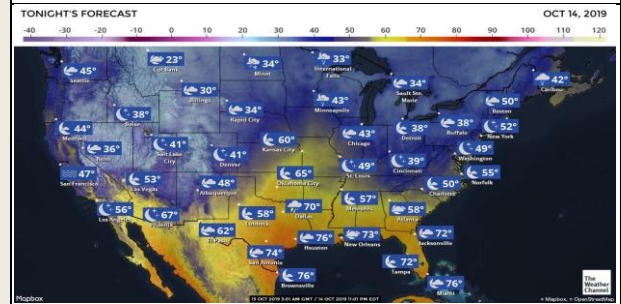 TONIGHT'S FORECAST
OCT 14, 2019
-40 -30 -20 -10 0 10 20 30 40 50 60 70 80 90 100 110 120
45°
Seattle
23°
Cut Bank
34°
Minot
33°
International
Falls
34°
Sault Ste.
Marie
42°
Caribou
30°
Billings
43°
Minneapolis
50°
Boston
38°
Boise
34°
Rapid City
38°
Buffalo
52°
New York
44°
Medford
41°
Salt Lake
City
60°
Kansas City
43°
Chicago
38°
Detroit
36°
Reno
41°
Denver
49°
St. Louis
39°
Cincinnati
49°
Washington
47°
San Francisco
53°
Las Vegas
48°
Albuquerque
65°
Oklahoma City
50°
Charlotte
55°
Norfolk
56°
Los Angeles
67°
Phoenix
58°
Lubbock
70°
Dallas
57°
Memphis
58°
Atlanta
62°
El Paso
76°
Houston
73°
New Orleans
72°
Jacksonville
74°
San Antonio
72°
Tampa
76°
Brownsville
76°
Miami
The
Weather
Channel
Mapbox
15 OCT 2019 3:01 AM GMT / 14 OCT 2019 11:01 PM EDT
© Mapbox, © OpenStreetMap